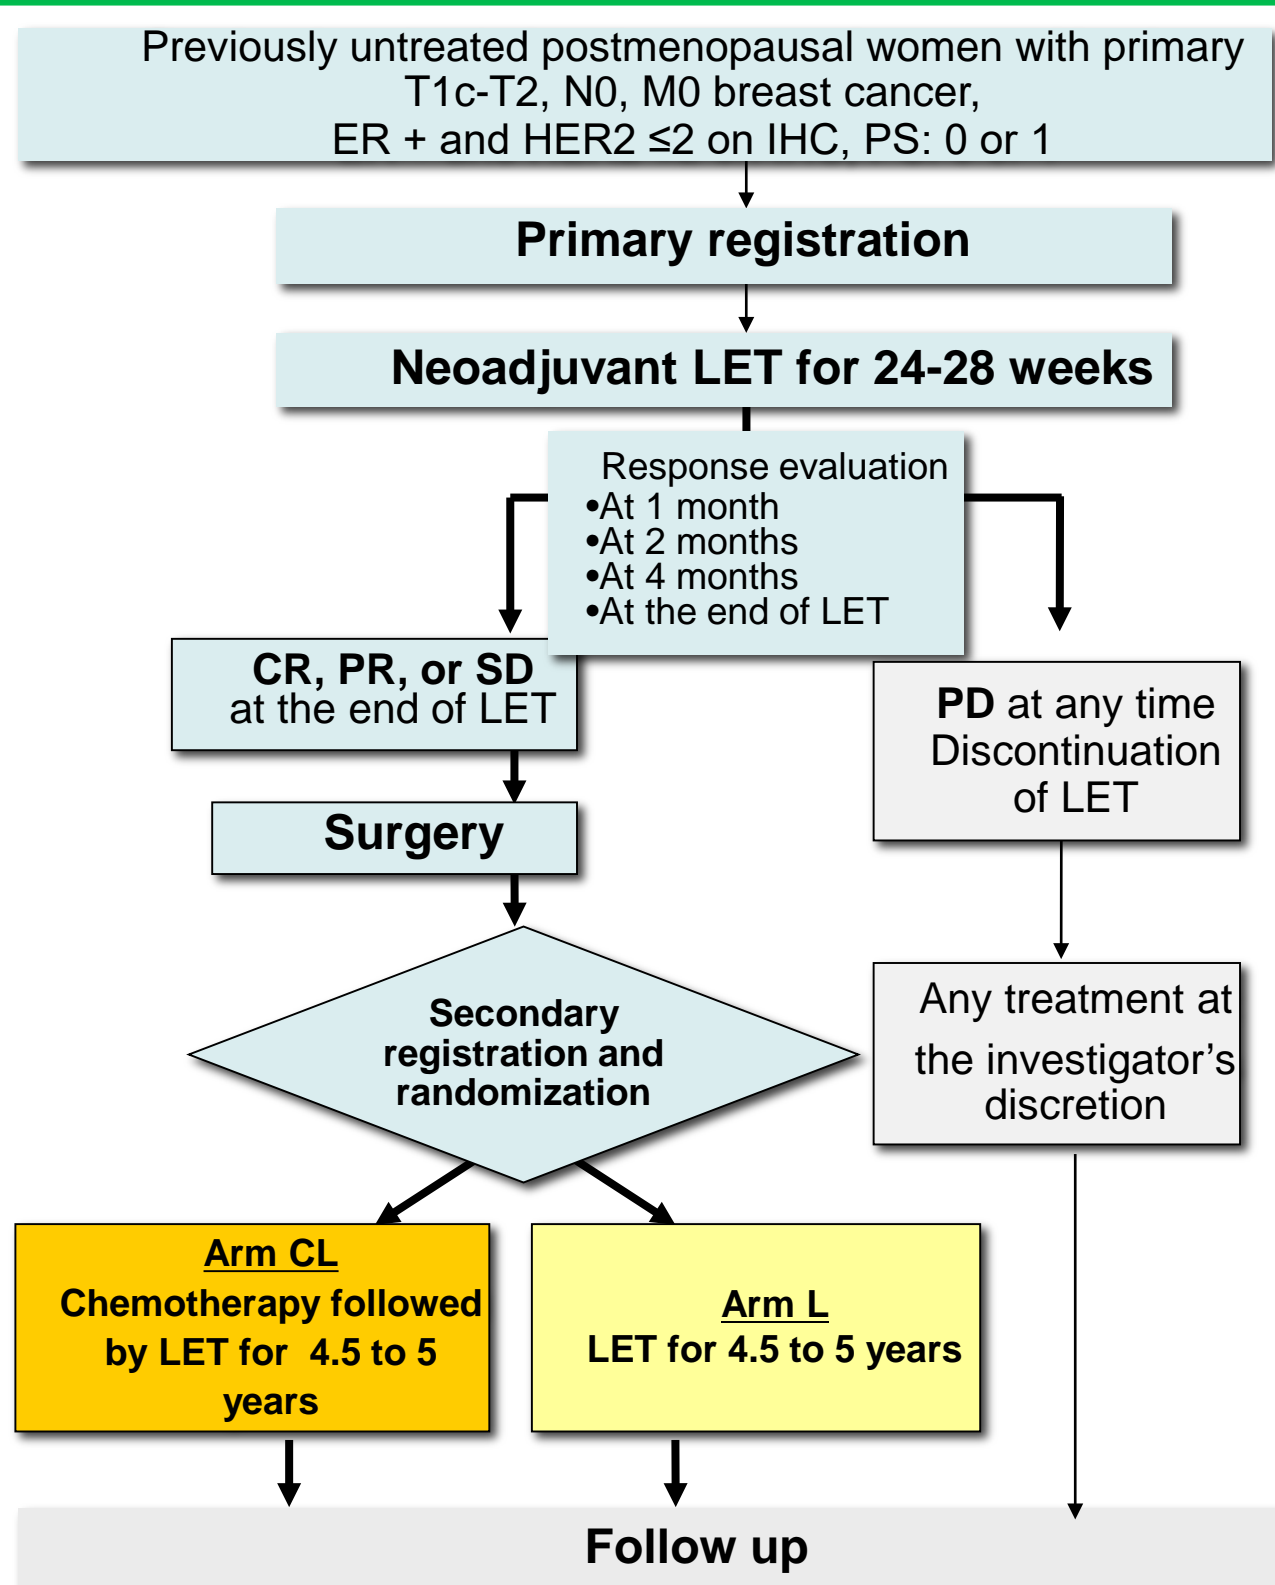 Previously untreated postmenopausal women with primary
T1c-T2, N0, M0 breast cancer,
ER + and HER2 ≤2 on IHC, PS: 0 or 1
Primary registration
Neoadjuvant LET for 24-28 weeks
Response evaluation
•At 1 month
•At 2 months
•At 4 months
•At the end of LET
CR, PR, or SD
at the end of LET
PD at any time
Discontinuation
of LET
Surgery
Secondary
registration and
randomization
Any treatment at
the investigator’s
discretion
Arm CL
Chemotherapy followed
by LET for 4.5 to 5
years
Arm L
LET for 4.5 to 5 years
Follow up